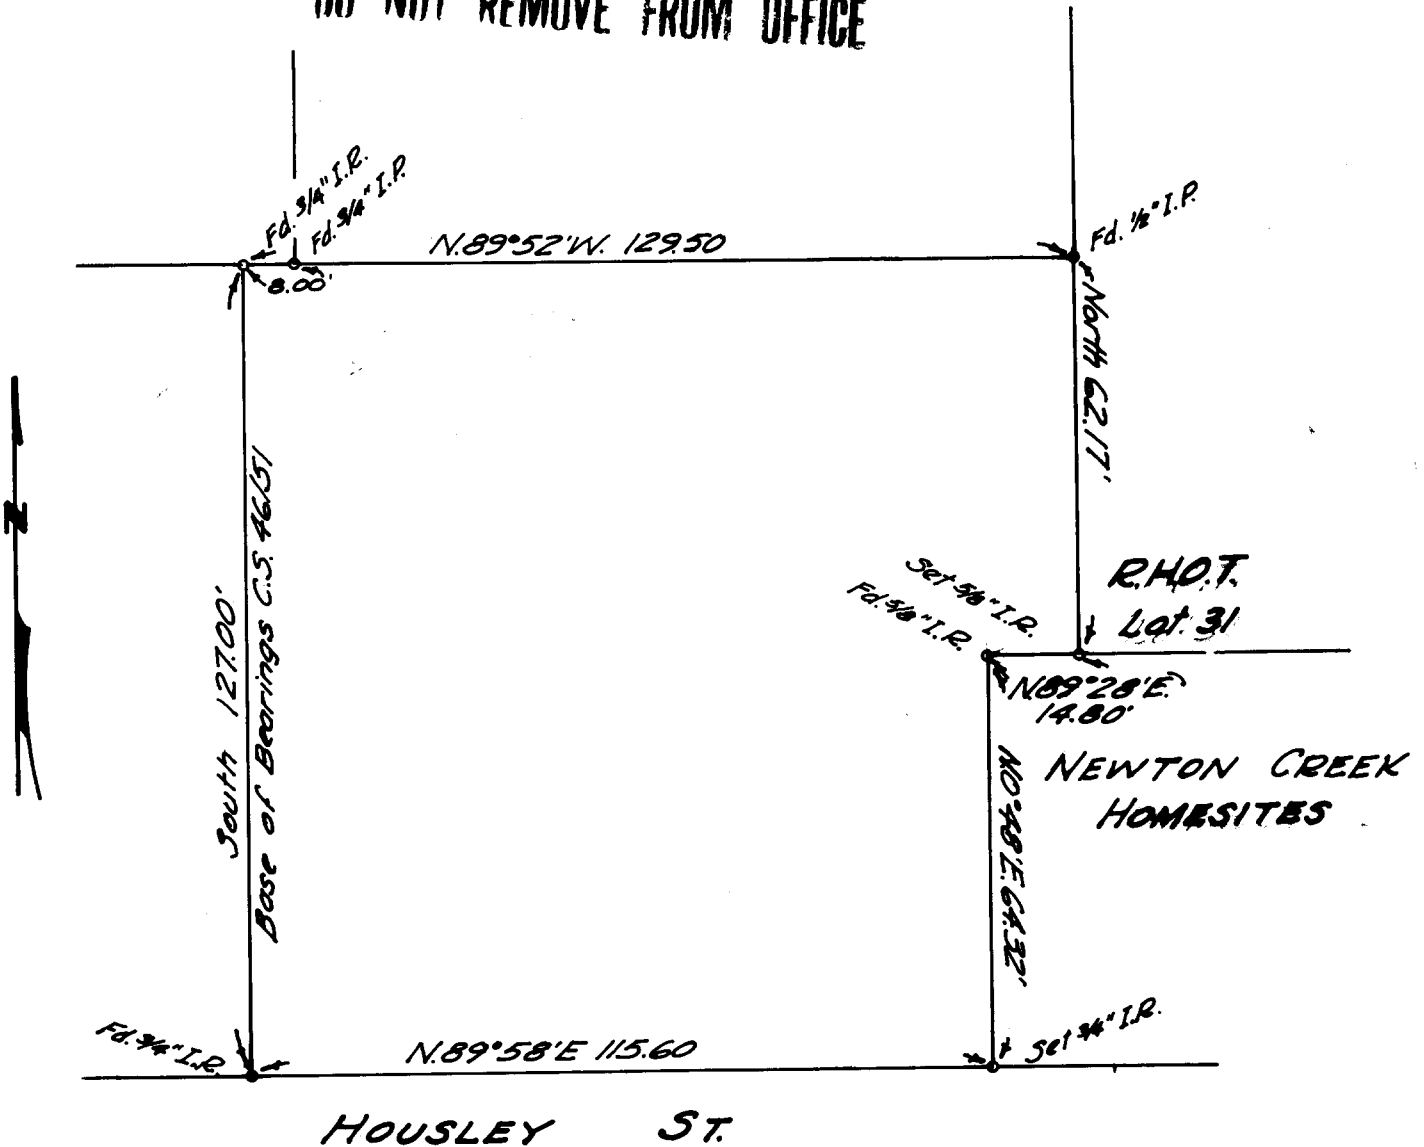 DO NOT REMOVE FROM OFFICE
Fd. 3/4" I.R.
Fd. 3/4" I.P.
N.89°52'W. 129.50
Fd. 1/2" I.P.
8.00'
North 62.17'
N
South 127.00'
Base of Bearings C.S. 46/51
Set 5/8" I.R.
Fd. 5/8" I.R.
R.H.O.T.
Lot 31
N.89°28'E.
14.80'
NEWTON CREEK
HOMESITES
N0°48'E. 64.32'
Fd. 3/4" I.R.
N.89°58'E 115.60
Set 3/4" I.R.
HOUSLEY ST.